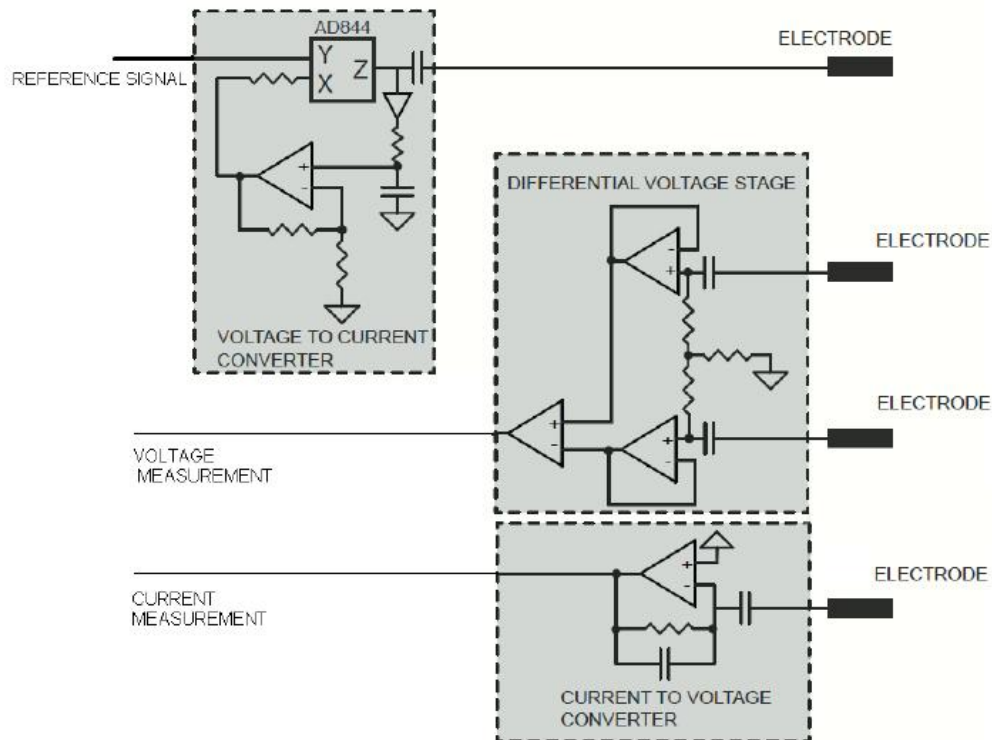 AD844
ELECTRODE
REFERENCE SIGNAL
Y
X
Z
+
-
DIFFERENTIAL VOLTAGE STAGE
ELECTRODE
-
+
VOLTAGE TO CURRENT
CONVERTER
ELECTRODE
+
-
+
-
VOLTAGE
MEASUREMENT
ELECTRODE
+
-
CURRENT
MEASUREMENT
CURRENT TO VOLTAGE
CONVERTER